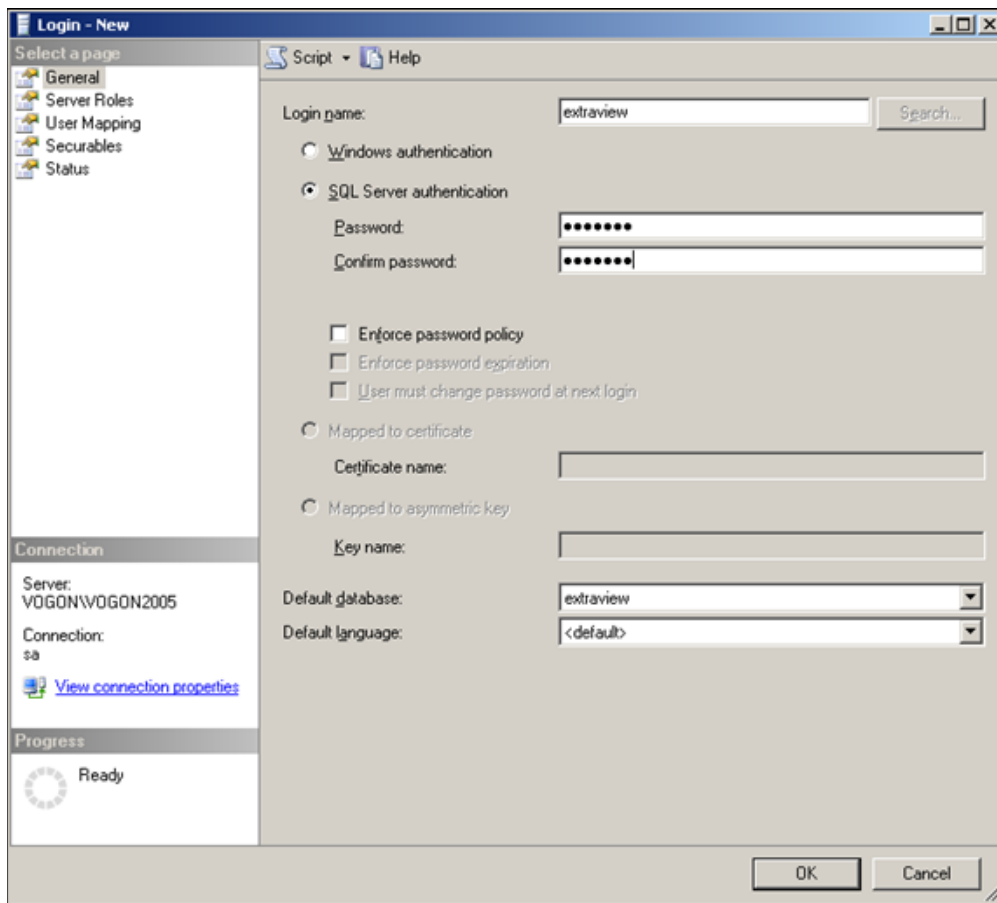 Login - New
Select a page
General
Server Roles
User Mapping
Securables
Status
Connection
Server:
VOGON\VOGON2005
Connection:
sa
View connection properties
Progress
Ready
Script Help
Login name: extraview Search...
Windows authentication
SQL Server authentication
Password: •••••••
Confirm password: •••••••
Enforce password policy
Enforce password expiration
User must change password at next login
Mapped to certificate
Certificate name:
Mapped to asymmetric key
Key name:
Default database: extraview
Default language: <default>
OK Cancel